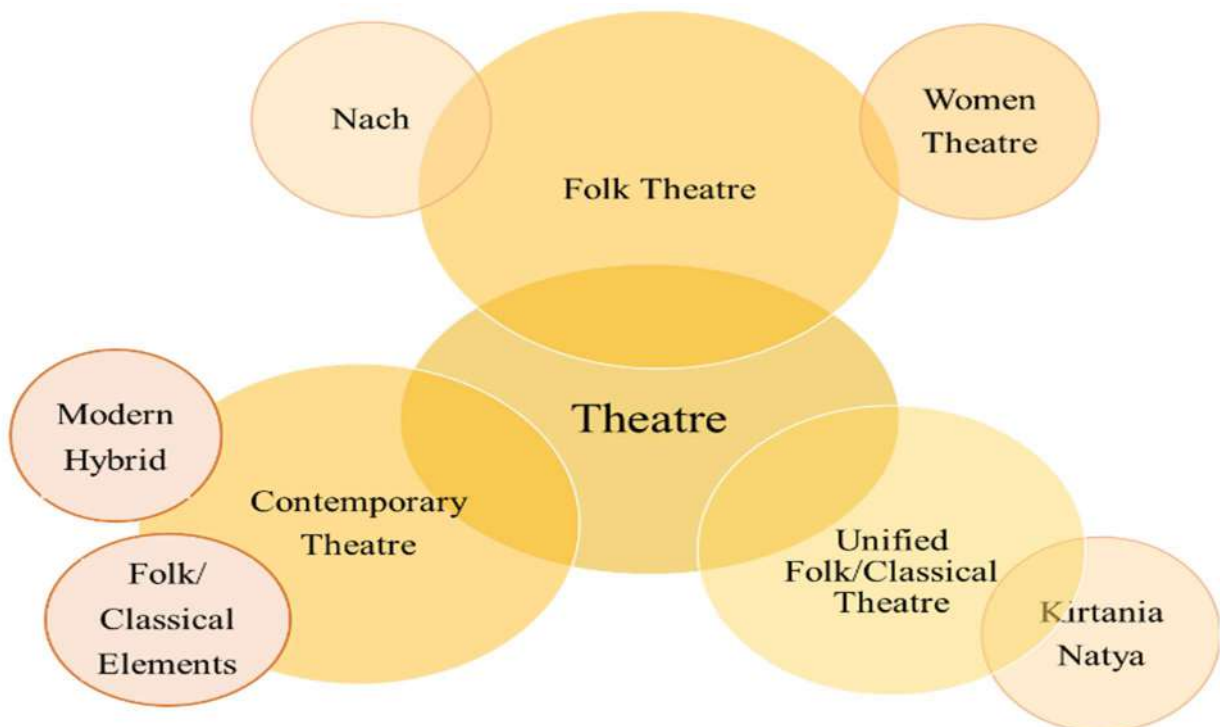 Nach
Women
Theatre
Folk Theatre
Theatre
Modern
Hybrid
Contemporary
Theatre
Folk/
Classical
Elements
Unified
Folk/Classical
Theatre
Kirtania
Natya